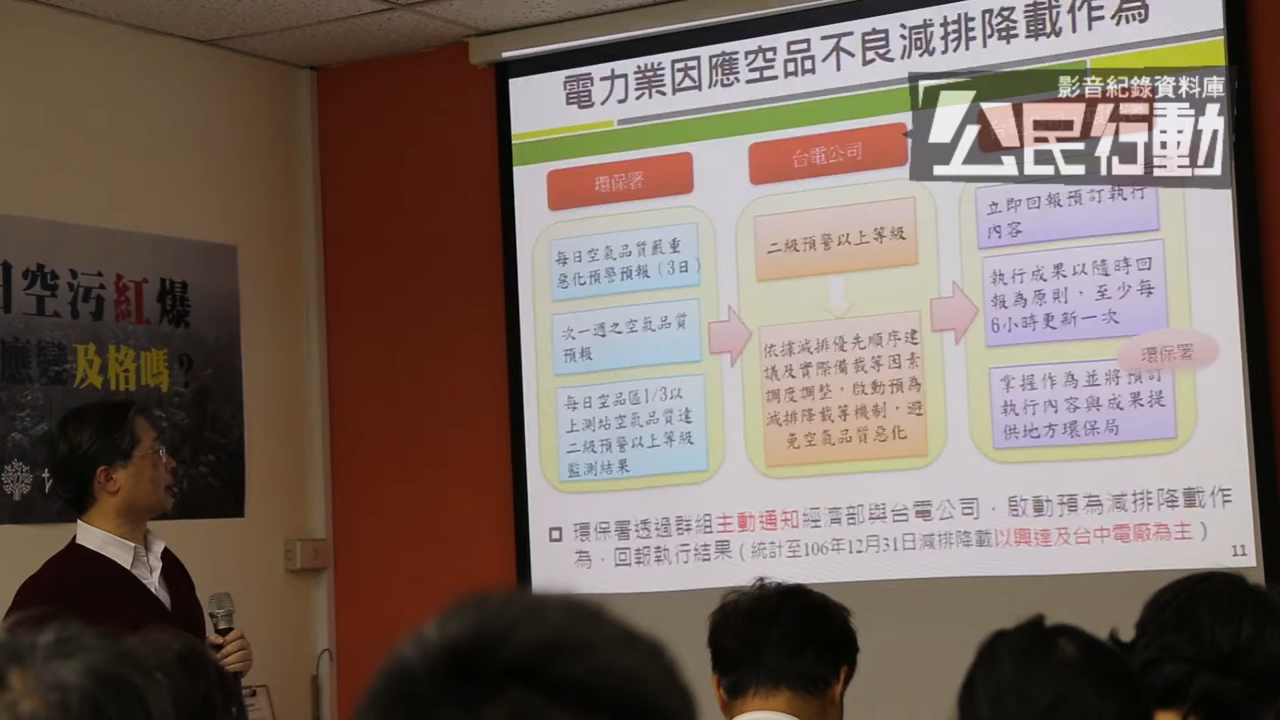 電力業因應空品不良減排降載作為
影音紀錄資料庫
公民行動
環保署
每日空氣品質嚴重
惡化預警預報（3日）
次一週之空氣品質
預報
每日空品區1/3以
上測站空氣品質達
二級預警以上等級
監測結果
台電公司
二級預警以上等級
依據減排優先順序建
議及實際備載等因素
調度調整，啟動預為
減排降載等機制，避
免空氣品質惡化
立即回報預訂執行
內容
執行成果以隨時回
報為原則，至少每
6小時更新一次
環保署
掌握作為並將預訂
執行內容與成果提
供地方環保局
環保署透過群組主動通知經濟部與台電公司，啟動預為減排降載作
為，回報執行結果（統計至106年12月31日減排降載以興達及台中電廠為主）
11
日空污紅爆
應變及格嗎？